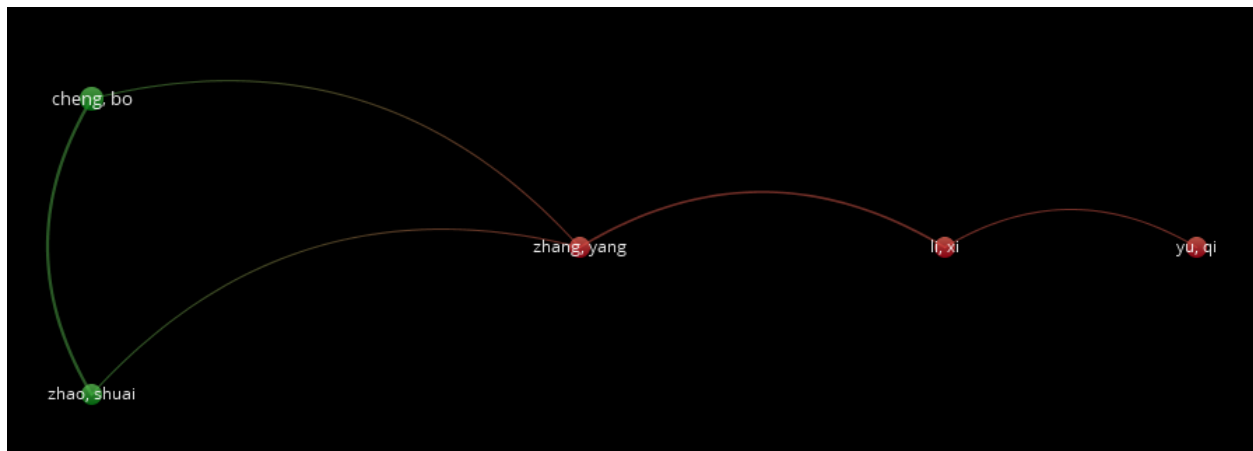 cheng, bo
zhang, yang
li, xi
yu, qi
zhao, shuai